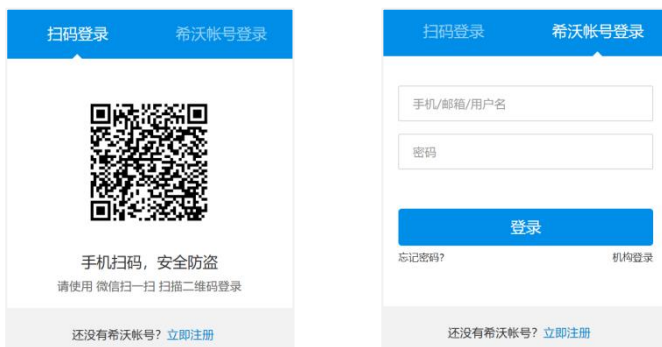 扫码登录 希沃帐号登录
手机扫码，安全防盗
请使用 微信扫一扫 扫描二维码登录
还没有希沃帐号？立即注册
扫码登录 希沃帐号登录
手机/邮箱/用户名
密码
登录
忘记密码? 机构登录
还没有希沃帐号？立即注册